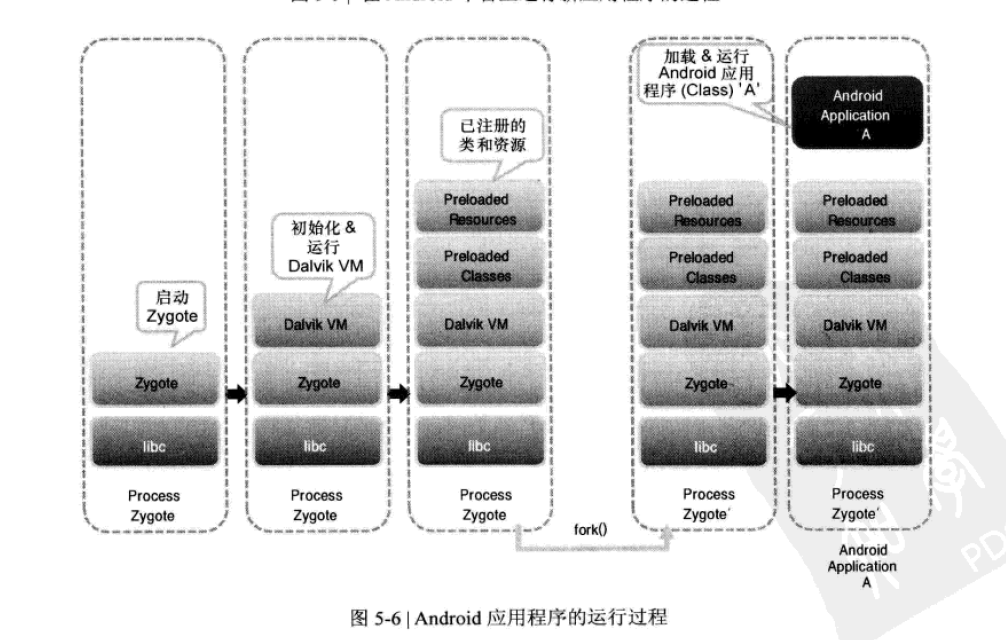 加载 & 运行
Android 应用
程序 (Class) 'A'
Android
Application
A
已注册的
类和资源
Preloaded
Resources
Preloaded
Resources
Preloaded
Resources
初始化 &
运行
Dalvik VM
Preloaded
Classes
Preloaded
Classes
Preloaded
Classes
启动
Zygote
Dalvik VM
Dalvik VM
Dalvik VM
Dalvik VM
Zygote
Zygote
Zygote
Zygote
Zygote
libc
libc
libc
libc
libc
Process
Zygote
Process
Zygote
Process
Zygote
Process
Zygote'
Process
Zygote'
fork()
Android
Application
A
PD
图 5-6 | Android 应用程序的运行过程